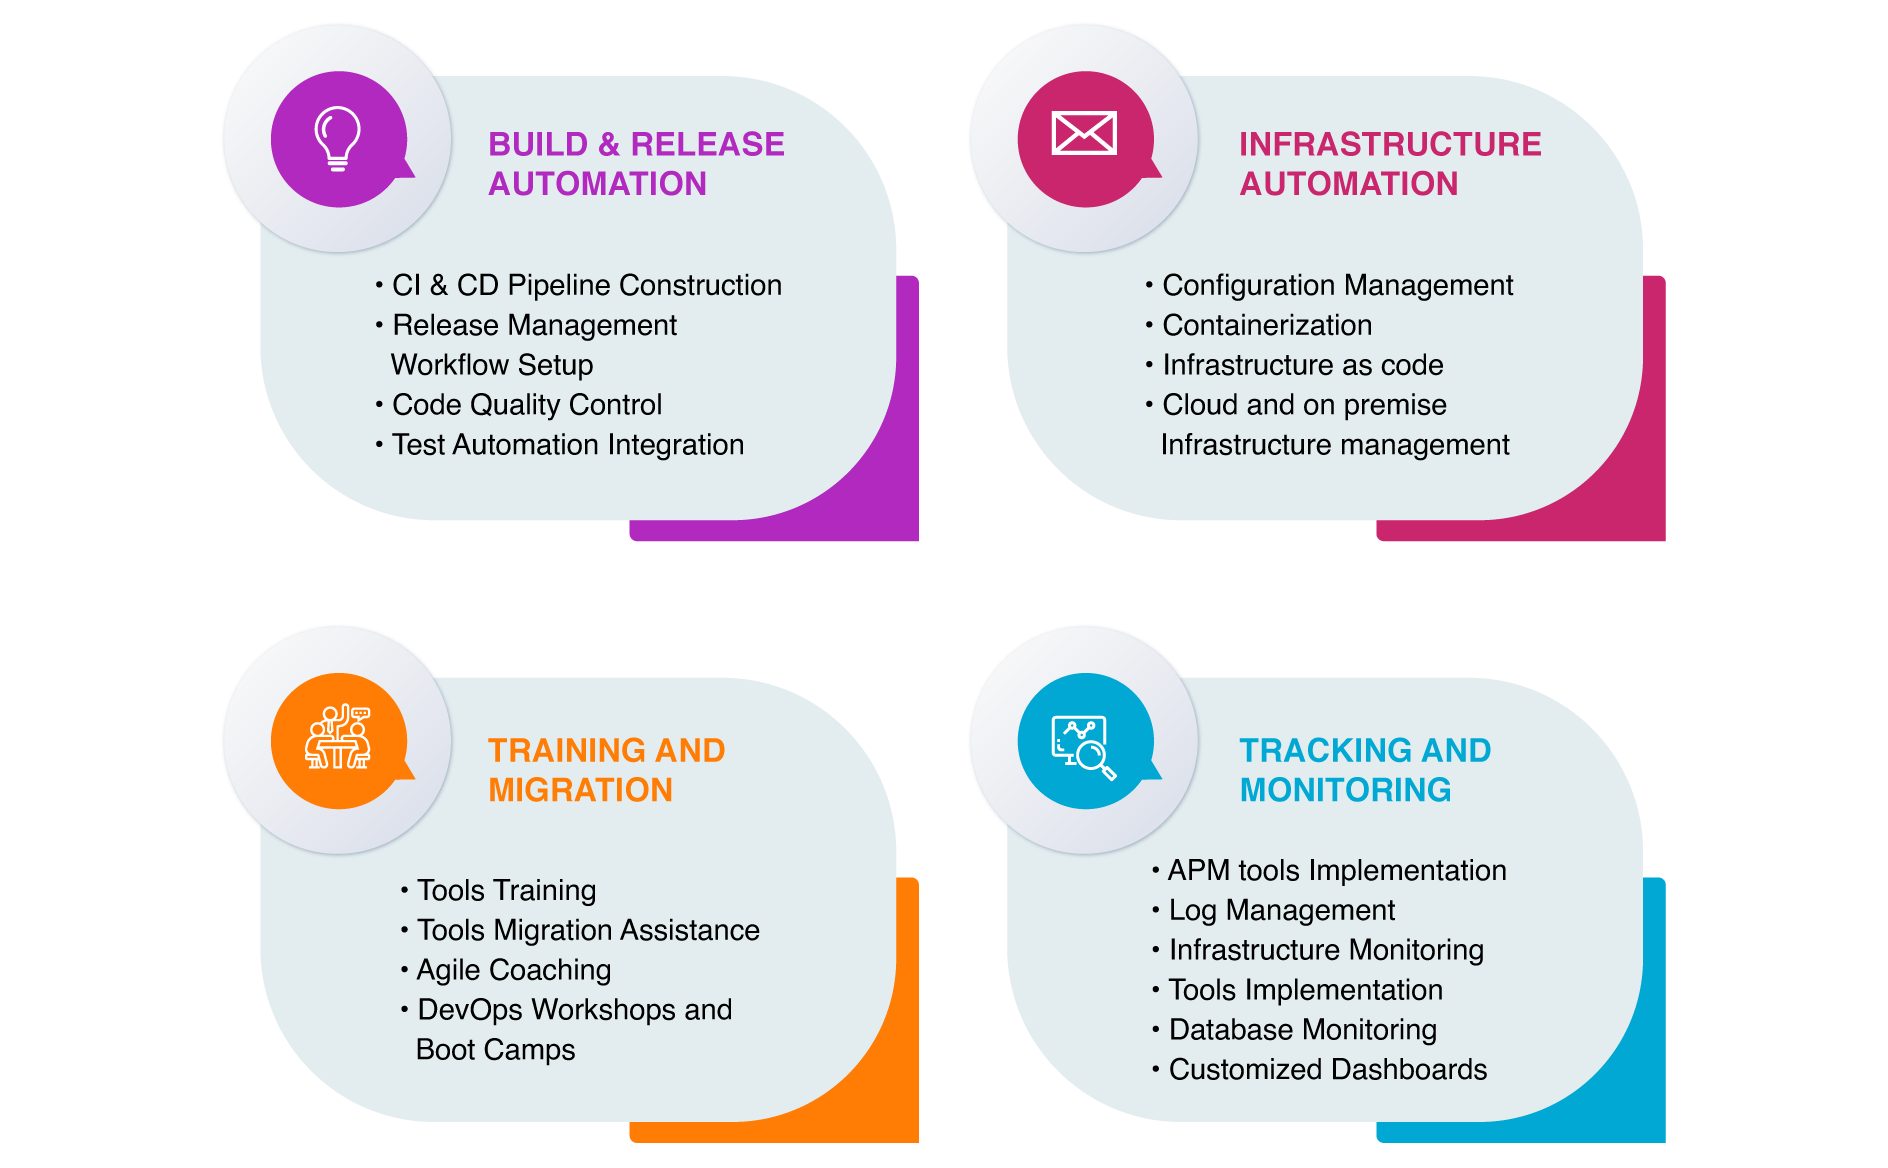 BUILD & RELEASE
AUTOMATION
• CI & CD Pipeline Construction
• Release Management
Workflow Setup
• Code Quality Control
• Test Automation Integration
INFRASTRUCTURE
AUTOMATION
• Configuration Management
• Containerization
• Infrastructure as code
• Cloud and on premise
Infrastructure management
TRAINING AND
MIGRATION
• Tools Training
• Tools Migration Assistance
• Agile Coaching
• DevOps Workshops and
Boot Camps
TRACKING AND
MONITORING
• APM tools Implementation
• Log Management
• Infrastructure Monitoring
• Tools Implementation
• Database Monitoring
• Customized Dashboards